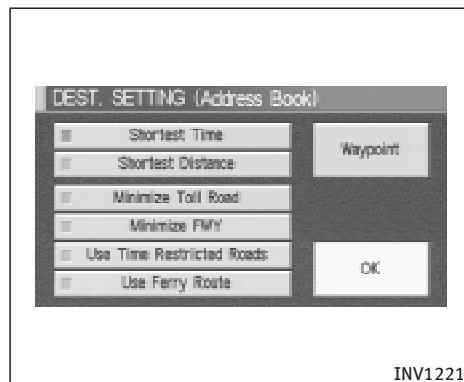 DEST. SETTING (Address Book)
Shortest Time
Shortest Distance
Waypoint
Minimize Toll Road
Minimize FWY
Use Time Restricted Roads
Use Ferry Route
OK
INV1221